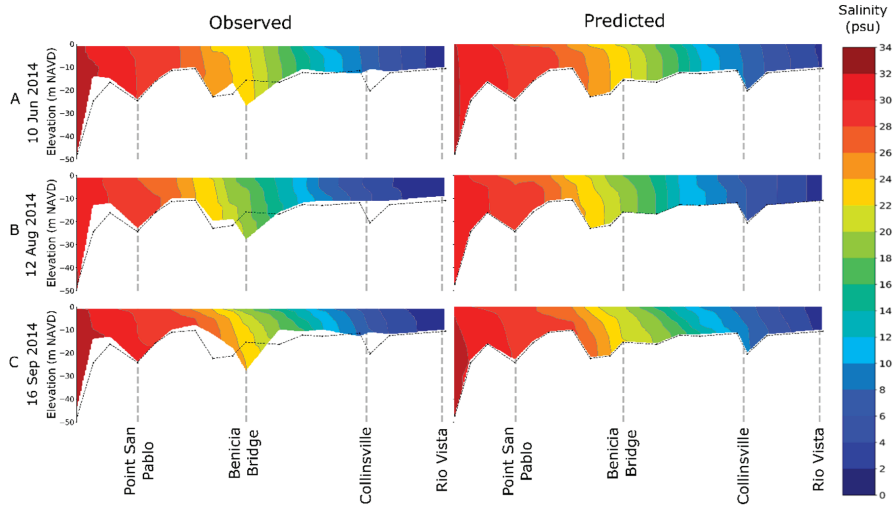 Observed
Predicted
Salinity
(psu)
A
10 Jun 2014
Elevation (m NAVD)
0
−10
−20
−30
−40
−50
B
12 Aug 2014
Elevation (m NAVD)
0
−10
−20
−30
−40
−50
C
16 Sep 2014
Elevation (m NAVD)
0
−10
−20
−30
−40
−50
Point San
Pablo
Benicia
Bridge
Collinsville
Rio Vista
Point San
Pablo
Benicia
Bridge
Collinsville
Rio Vista
34
32
30
28
26
24
22
20
18
16
14
12
10
8
6
4
2
0